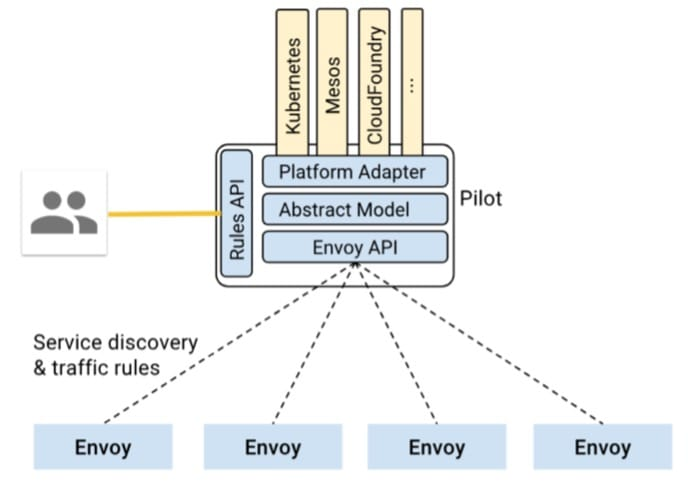 Kubernetes
Mesos
CloudFoundry
...
Rules API
Platform Adapter
Abstract Model
Envoy API
Pilot
Service discovery
& traffic rules
Envoy
Envoy
Envoy
Envoy